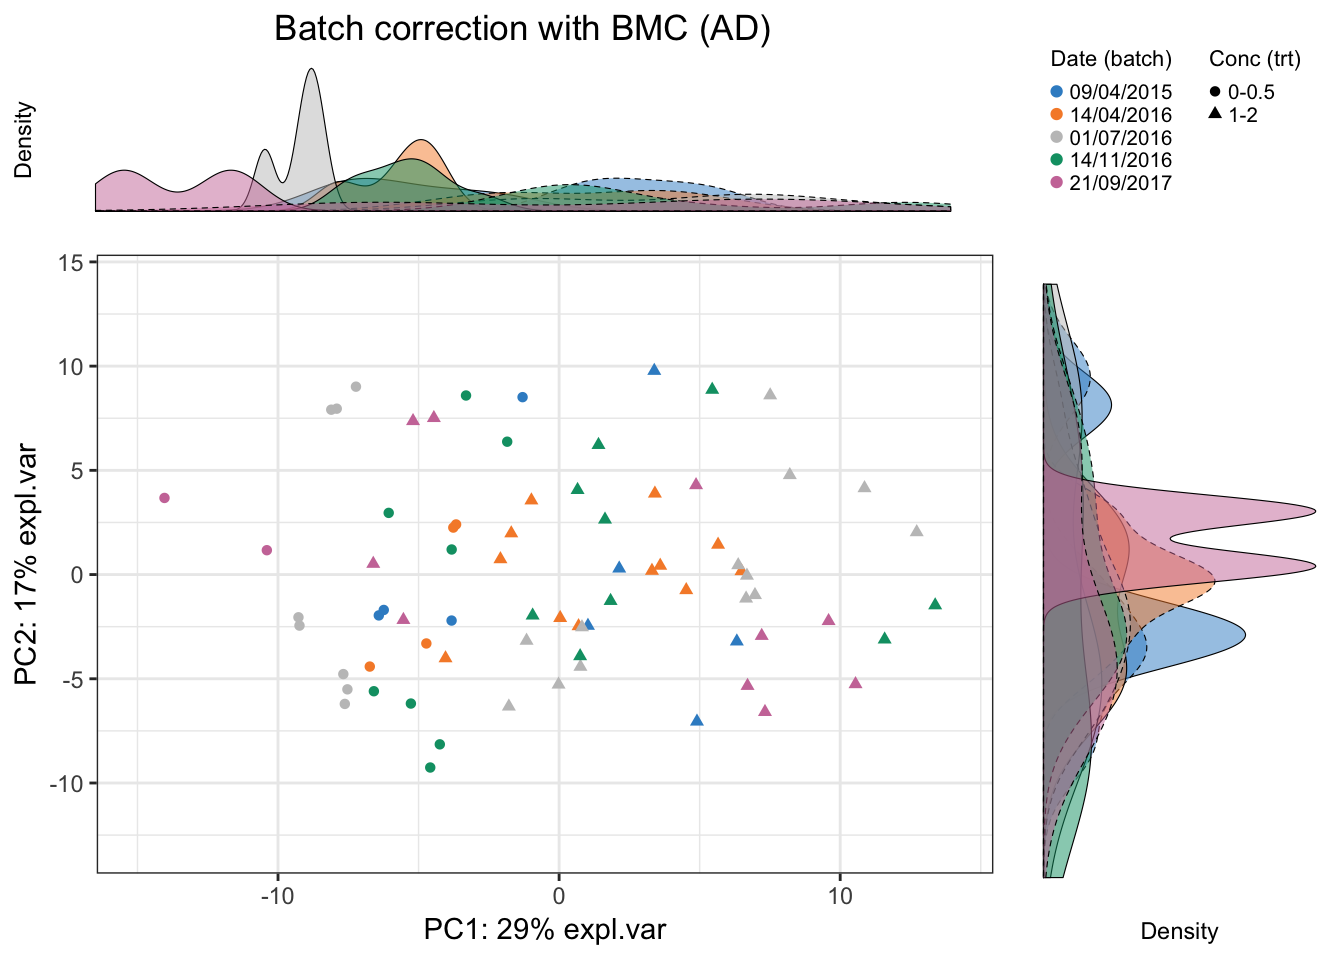 Batch correction with BMC (AD)
Density
Date (batch)
09/04/2015
14/04/2016
01/07/2016
14/11/2016
21/09/2017
Conc (trt)
0-0.5
1-2
15
10
5
0
-5
-10
PC2: 17% expl.var
-10
0
10
PC1: 29% expl.var
Density